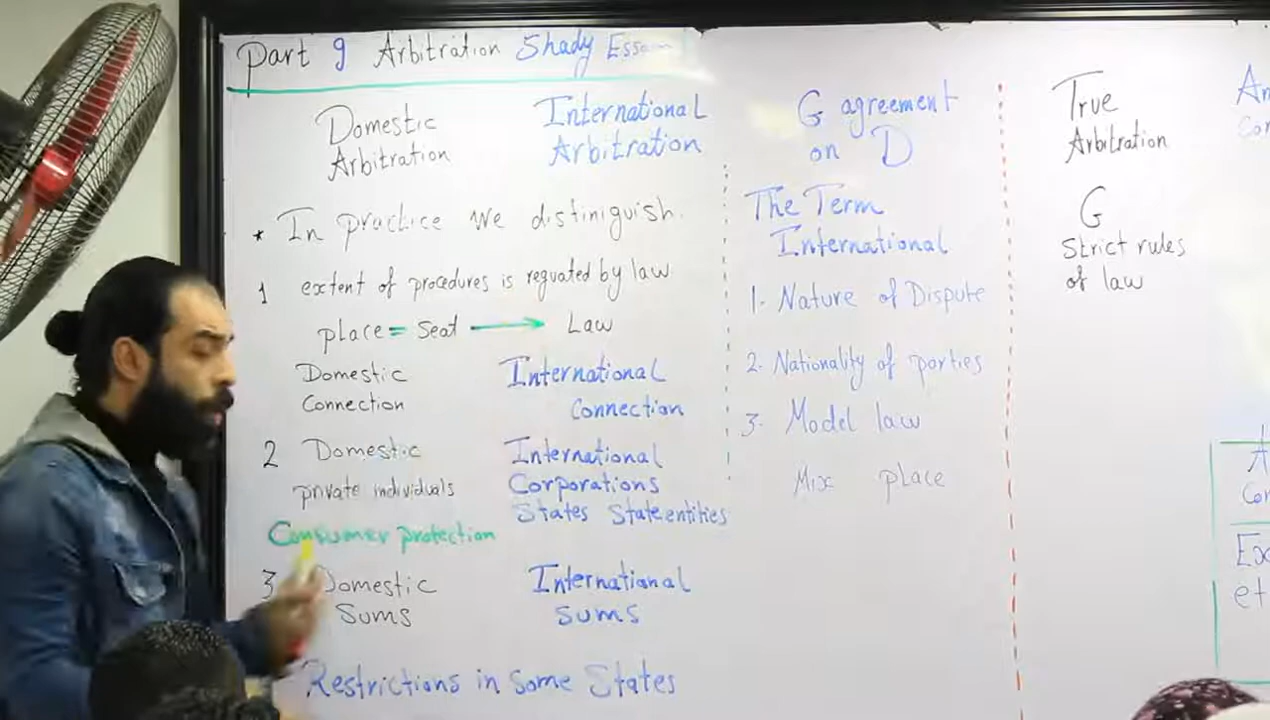 Part 9 Arbitration Shady Essam
Domestic Arbitration
International Arbitration
* In practice We distinguish.
1 extent of procedures is reguated by law
place = Seat → Law
Domestic Connection
International Connection
2 Domestic private individuals
International Corporations
States State entities
Consumer protection
3 Domestic Sums
International Sums
Restrictions in Some States
G agreement
on D
The Term
International
1. Nature of Dispute
2. Nationality of parties
3. Model law
Mix place
True
Arbitration
G
Strict rules
of law